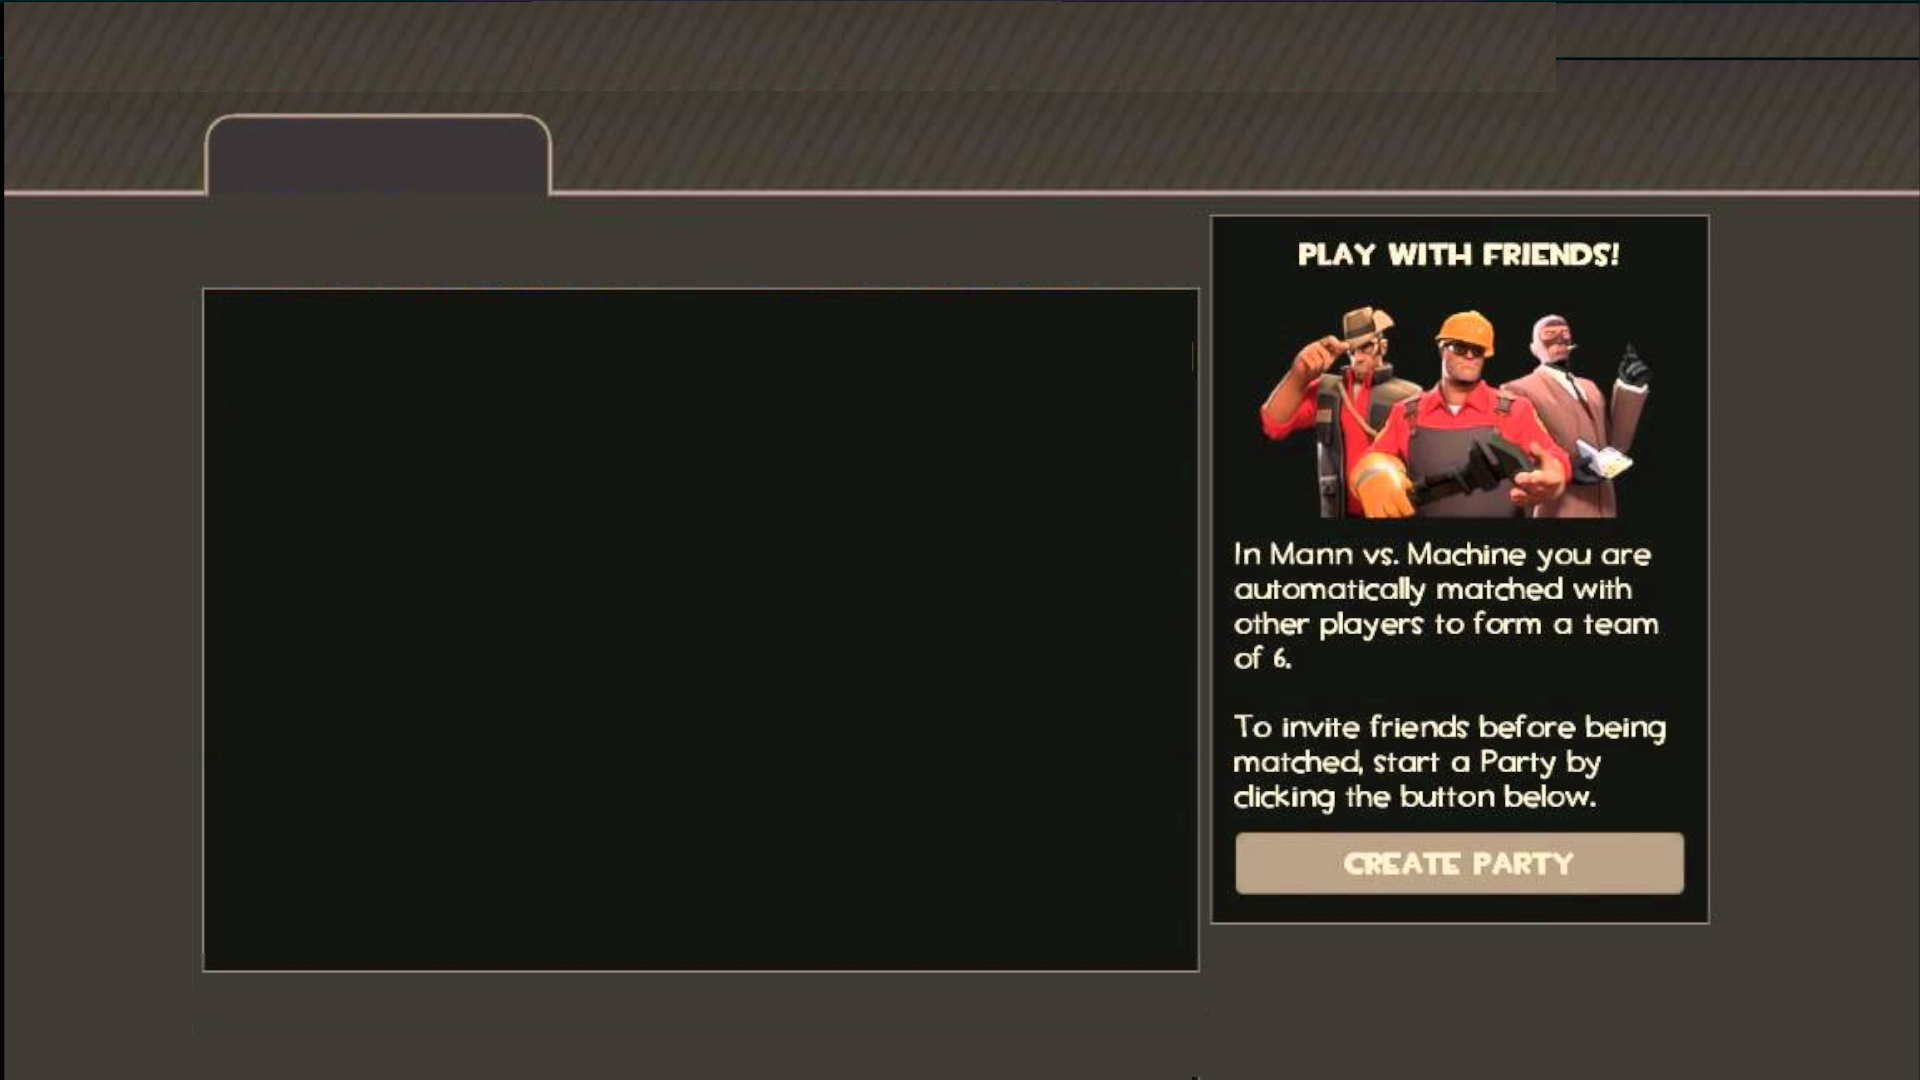 PLAY WITH FRIENDS!
In Mann vs. Machine you are
automatically matched with
other players to form a team
of 6.
To invite friends before being
matched, start a Party by
clicking the button below.
CREATE PARTY